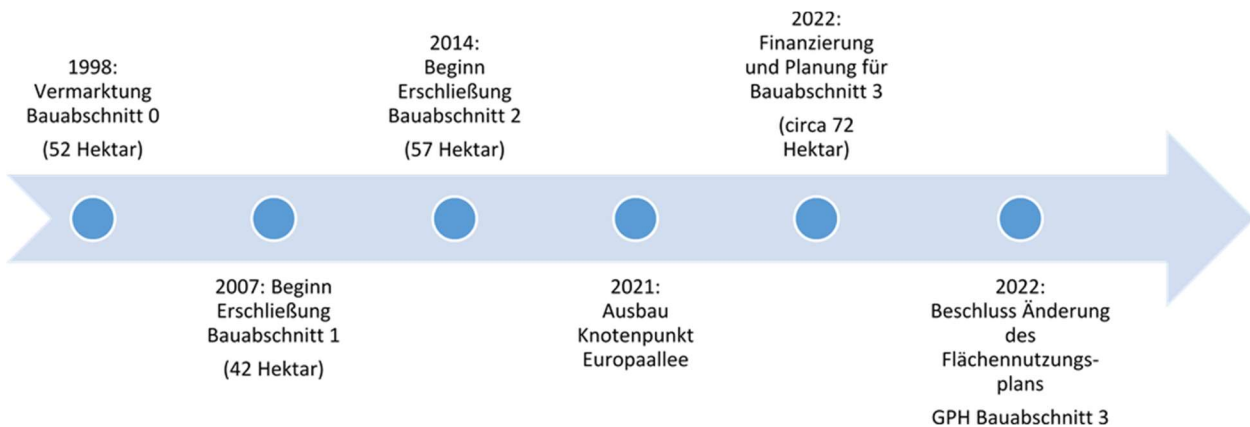 1998:
Vermarktung
Bauabschnitt 0
(52 Hektar)
2007: Beginn
Erschließung
Bauabschnitt 1
(42 Hektar)
2014:
Beginn
Erschließung
Bauabschnitt 2
(57 Hektar)
2021:
Ausbau
Knotenpunkt
Europaallee
2022:
Finanzierung
und Planung für
Bauabschnitt 3
(circa 72
Hektar)
2022:
Beschluss Änderung
des
Flächennutzungs-
plans
GPH Bauabschnitt 3